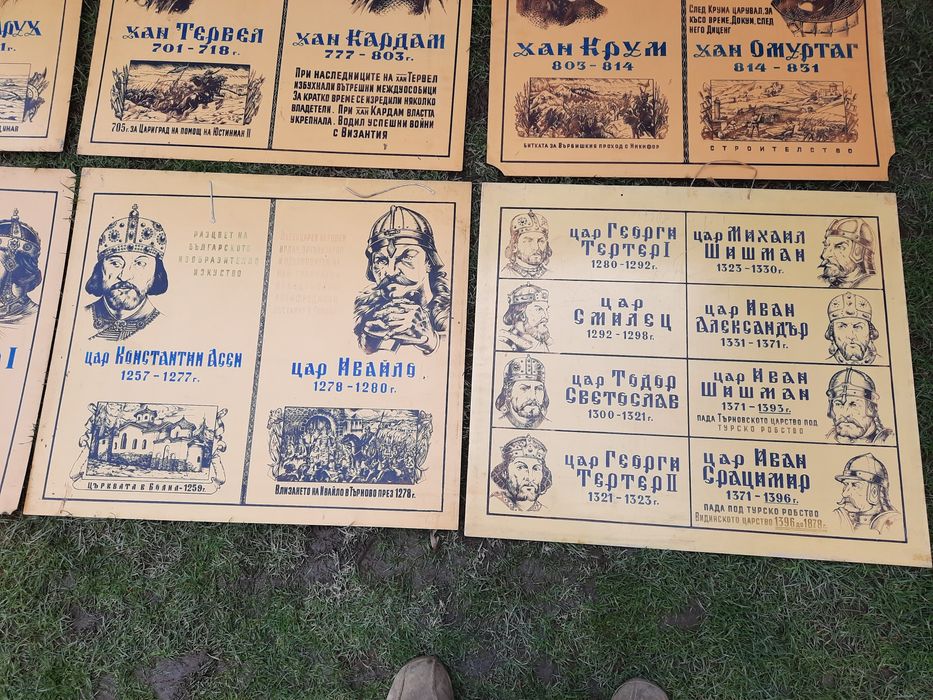 хан ТЕРВЕЛ
701 - 718 г.
705г. ЗА ЦАРИГРАД НА ПОМОЩ НА ЮСТИНИАН II
хан КАРДАМ
777 - 803 г.
ПРИ НАСЛЕДНИЦИТЕ НА ХАН ТЕРВЕЛ
ИЗБУХНАЛИ ВЪТРЕШНИ МЕЖДУОСОБИЦИ
ЗА КРАТКО ВРЕМЕ СЕ ИЗРЕДИЛИ НЯКОЛКО
ВЛАДЕТЕЛИ. ПРИ ХАН КАРДАМ ВЛАСТТА
УКРЕПНАЛА. ВОДИЛ УСПЕШНИ ВОЙНИ
С ВИЗАНТИЯ
хан КРУМ
803 - 814
БИТКАТА ЗА ВЪРБИШКИЯ ПРОХОД С НИКИФОР
СЛЕД КРУМА ЦАРУВАЛ, ЗА
КЪСО ВРЕМЕ, ДОКУМ, СЛЕД
НЕГО ДИЦЕНГ
хан ОМУРТАГ
814 - 831
СТРОИТЕЛСТВО
РАЗЦВЕТ НА
БЪЛГАРСКОТО
ИЗОБРАЗИТЕЛНО
ИЗКУСТВО
цар КОНСТАНТИН АСЕН
1257 - 1277 г.
ЦЪРКВАТА В БОЯНА - 1259 г.
цар ИВАЙЛО
1278 - 1280 г.
ВЛИЗАНЕТО НА ИВАЙЛО В ТЪРНОВО ПРЕЗ 1278 г.
цар ГЕОРГИ
ТЕРТЕР I
1280 - 1292 г.
цар МИХАИЛ
ШИШМАН
1323 - 1330 г.
цар
СМИЛЕЦ
1292 - 1298 г.
цар ИВАН
АЛЕКСАНДЪР
1331 - 1371 г.
цар ТОДОР
СВЕТОСЛАВ
1300 - 1321 г.
цар ИВАН
ШИШМАН
1371 - 1393 г.
ПАДА ТЪРНОВСКОТО ЦАРСТВО ПОД
ТУРСКО РОБСТВО
цар ГЕОРГИ
ТЕРТЕР II
1321 - 1323 г.
цар ИВАН
СРАЦИМИР
1371 - 1396 г.
ПАДА ПОД ТУРСКО РОБСТВО
ВИДИНСКОТО ЦАРСТВО 1396 до 1878 г.